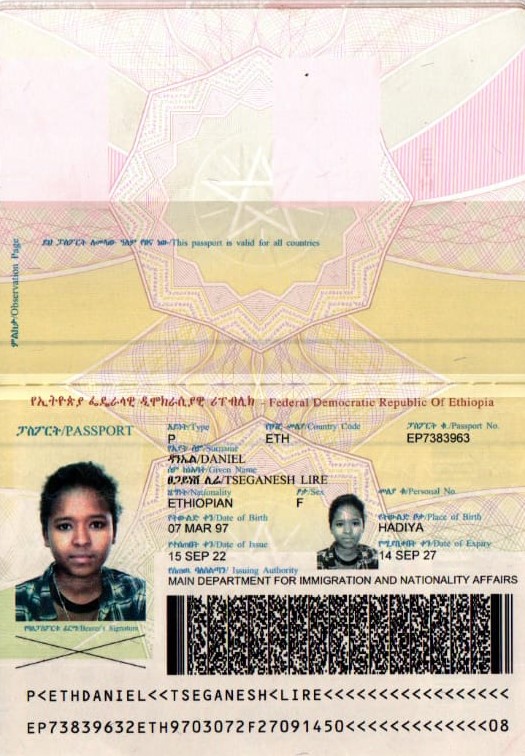 ይህ ፓስፖርት ለመላው ዓለም የፀና ነው/This passport is valid for all countries
ምልከታ/Observation Page
የኢትዮጵያ ፌዴራላዊ ዲሞክራሲያዊ ሪፐብሊክ - Federal Democratic Republic Of Ethiopia
ፓስፖርት/PASSPORT
ዓይነት/Type
የሀገር መለያ/Country Code
ፓስፖርት ቁ./Passport No.
P
ETH
EP7383963
የአያት ስም/Surname
ዳንኤል/DANIEL
ስም ከነአባት/Given Name
ፀጋነሽ ሊሬ/TSEGANESH LIRE
ዜግነት/Nationality
ፆታ/Sex
መለያ ቁ/Personal No.
ETHIOPIAN
F
የትውልድ ቀን/Date of Birth
የትውልድ ቦታ/Place of Birth
07 MAR 97
HADIYA
የተሰጠበት ቀን/Date of Issue
የሚያበቃበት ቀን/Date of Expiry
15 SEP 22
14 SEP 27
የሰጠው ባለስልጣን/ Issuing Authority
MAIN DEPARTMENT FOR IMMIGRATION AND NATIONALITY AFFAIRS
የባለፓስፖርቱ ፊርማ/Bearer's Signature
P<ETHDANIEL<<TSEGANESH<LIRE<<<<<<<<<<<<<<<<<
EP73839632ETH9703072F27091450<<<<<<<<<<<<<08